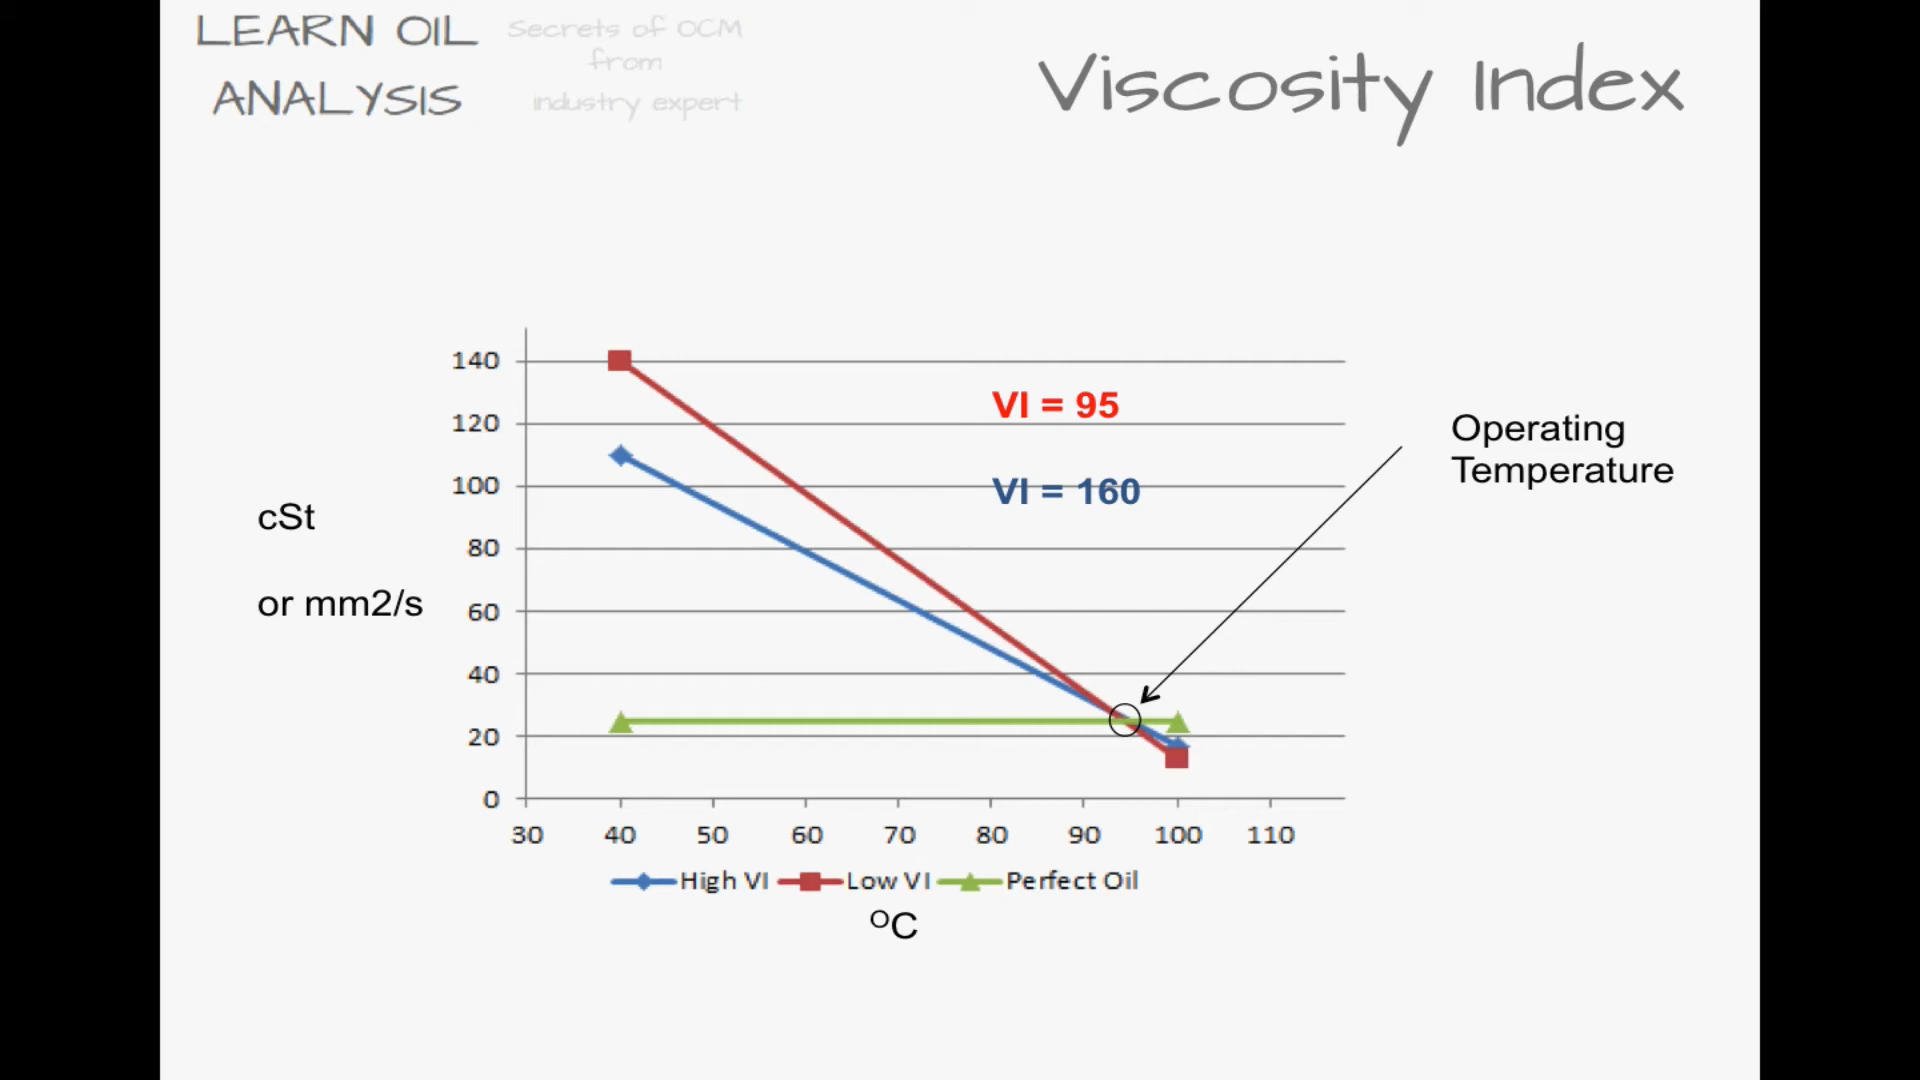 LEARN OIL
ANALYSIS
Secrets of OCM
from
industry expert
Viscosity Index
140
120
100
80
60
40
20
0
cSt
or mm2/s
VI = 95
VI = 160
Operating
Temperature
30 40 50 60 70 80 90 100 110
High VI Low VI Perfect Oil
ºC